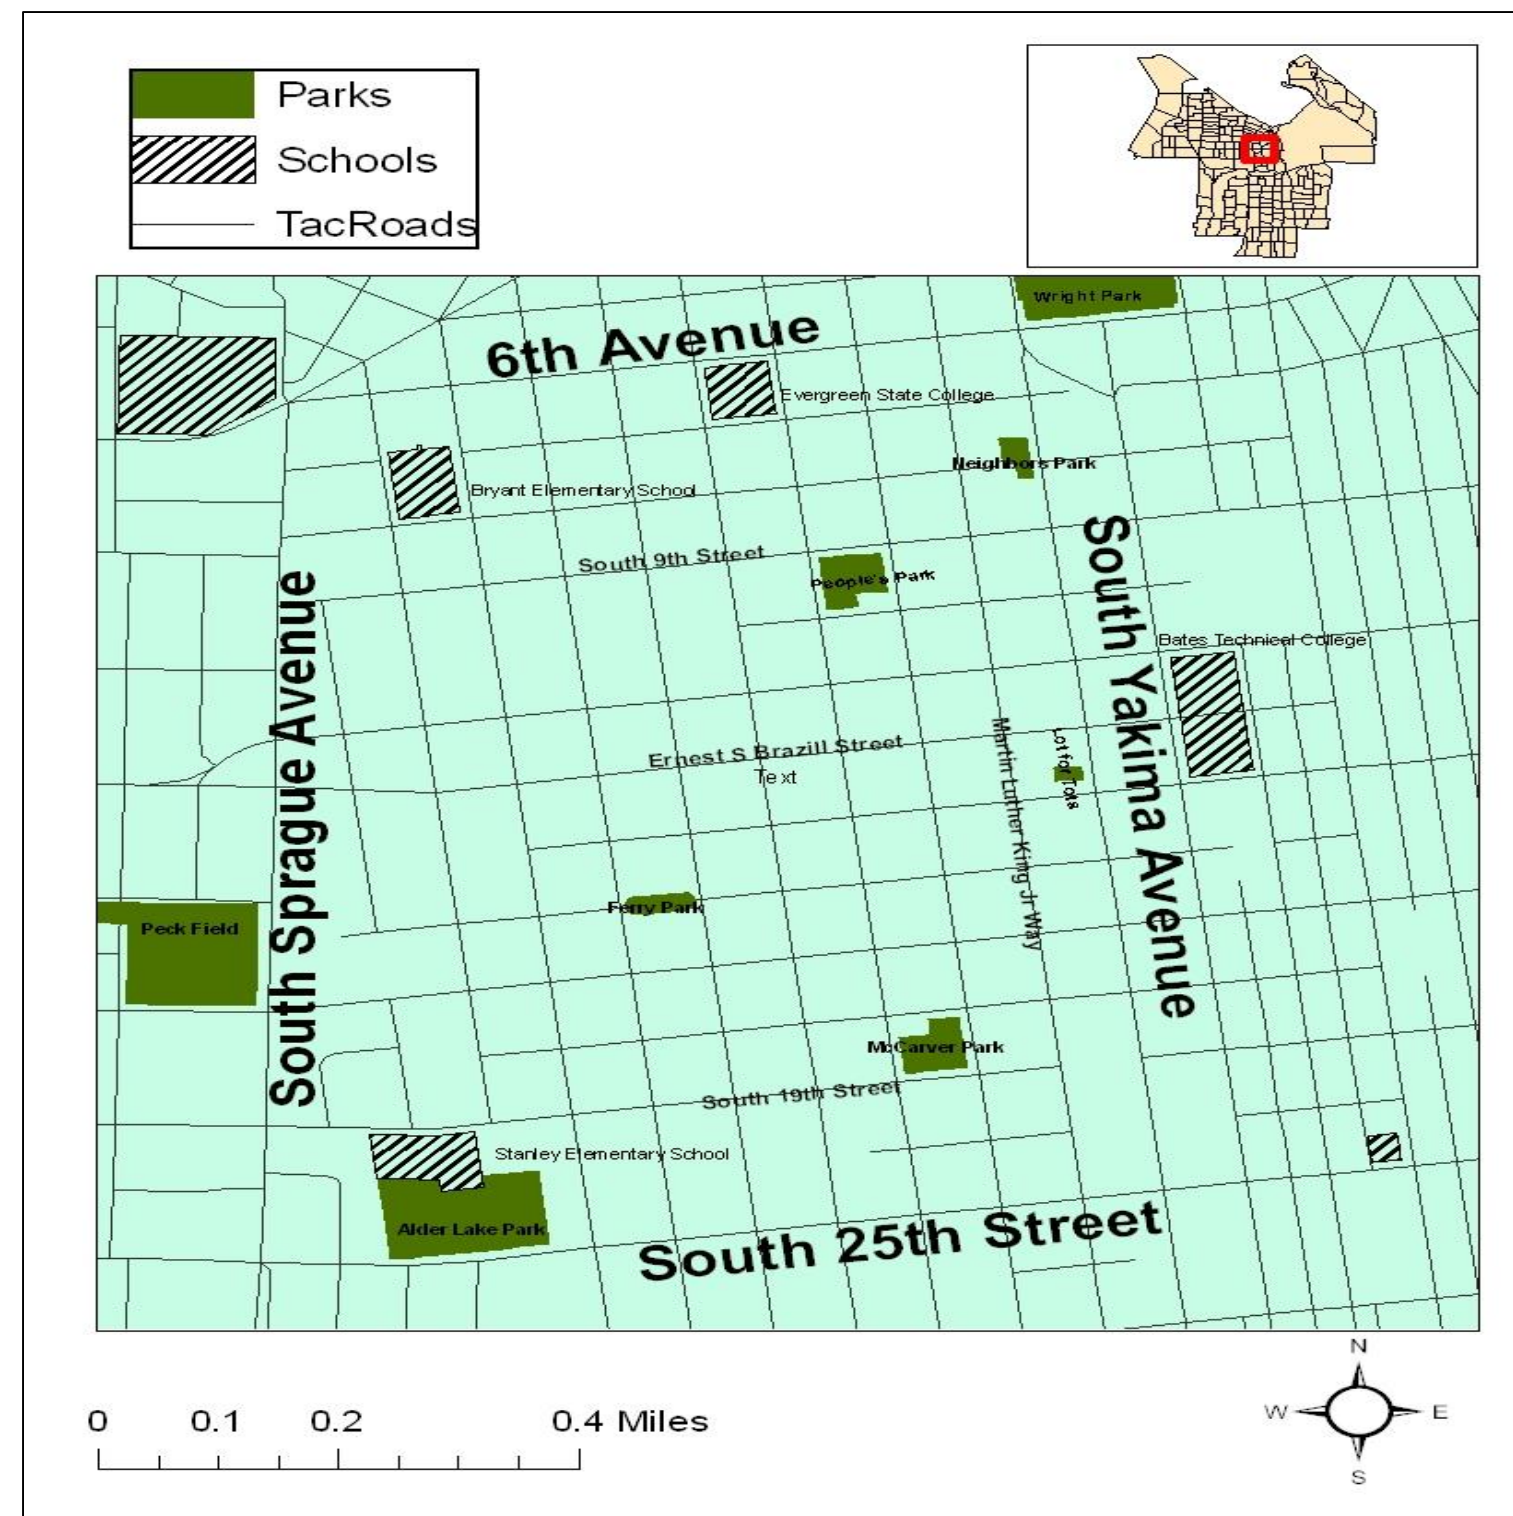 Parks
Schools
TacRoads
Wright Park
6th Avenue
Evergreen State College
Neighbors Park
Bryant Elementary School
South 9th Street
People's Park
South Yakima Avenue
Bates Technical College
South Sprague Avenue
Ernest S Brazill Street
Text
Martin Luther King Jr Way
Lot for Tots
Ferry Park
Peck Field
McCarver Park
South 19th Street
Stanley Elementary School
Alder Lake Park
South 25th Street
N
W E
S
0 0.1 0.2 0.4 Miles